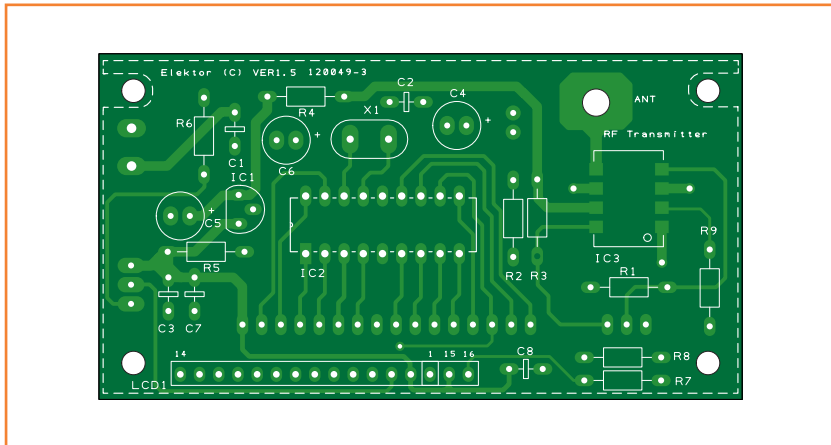 Elektor (C) VER1.5 120049-3
C2
C4
R4
X1
ANT
R6
+
+
RF Transmitter
C1
C6
IC1
+
C5
R9
R5
IC2
R2
R3
IC3
R1
C3
C7
14
1
15
16
C8
R8
LCD1
R7